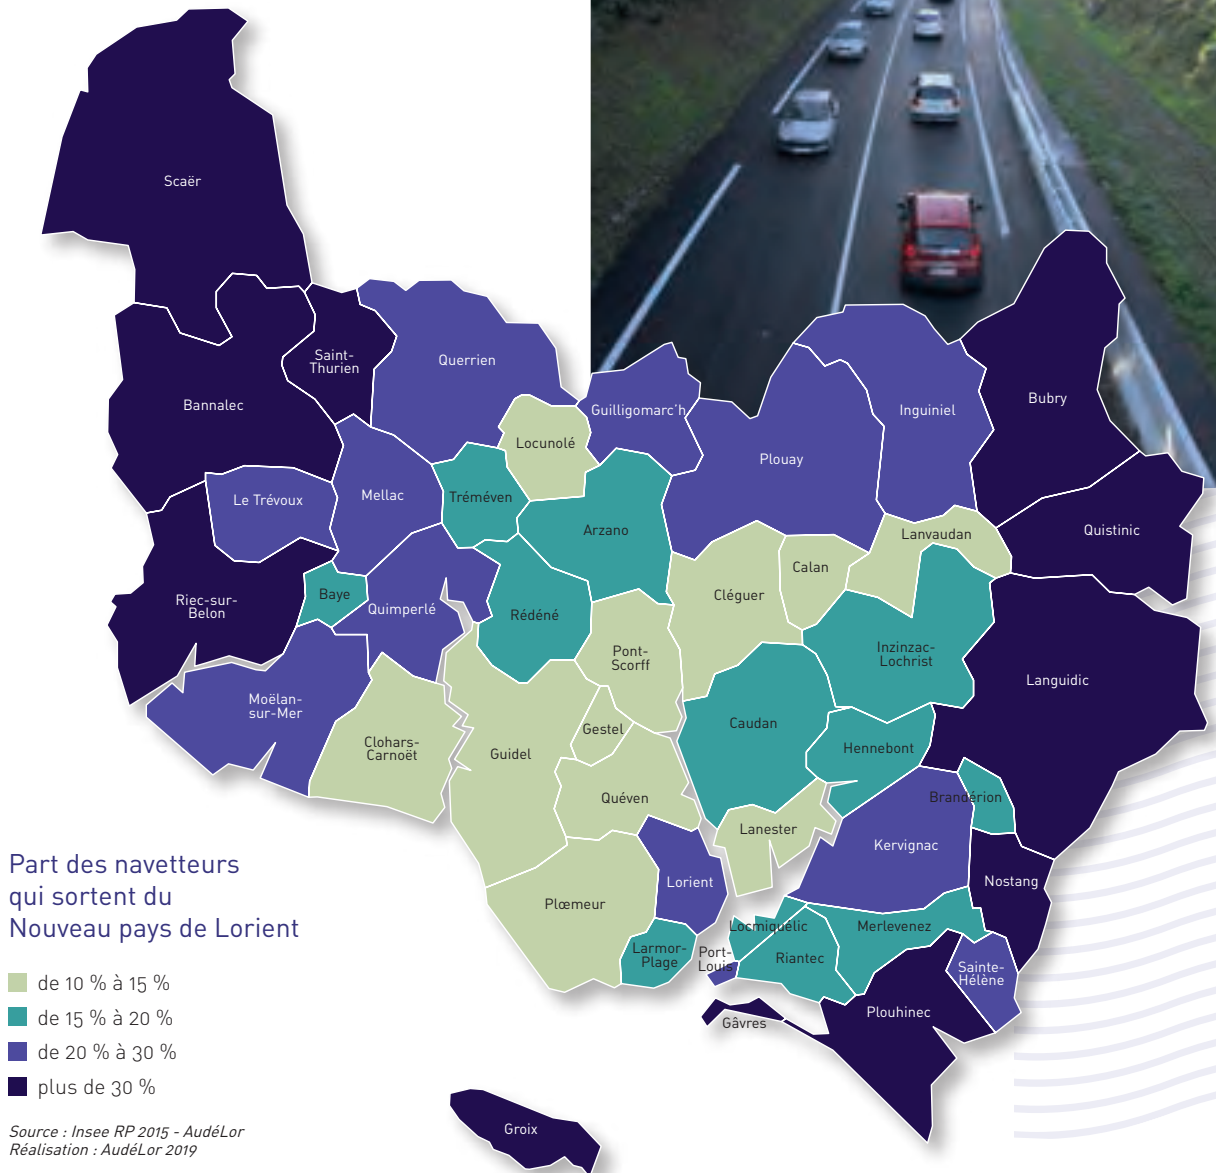 Scaër
Saint-
Thurien
Querrien
Bannalec
Guilligomarc'h
Inguiniel
Bubry
Locunolé
Plouay
Le Trévoux
Mellac
Tréméven
Arzano
Lanvaudan
Quistinic
Calan
Baye
Riec-sur-
Belon
Quimperlé
Rédéné
Cléguer
Pont-
Scorff
Inzinzac-
Lochrist
Languidic
Moëlan-
sur-Mer
Clohars-
Carnoët
Guidel
Gestel
Caudan
Hennebont
Quéven
Brandérion
Lanester
Kervignac
Part des navetteurs
qui sortent du
Nouveau pays de Lorient
Lorient
Nostang
Plœmeur
Locmiquélic
Merlevenez
Larmor-
Plage
Port-
Louis
Riantec
Sainte-
Hélène
Plouhinec
Gâvres
de 10 % à 15 %
de 15 % à 20 %
de 20 % à 30 %
plus de 30 %
Groix
Source : Insee RP 2015 - AudéLor
Réalisation : AudéLor 2019